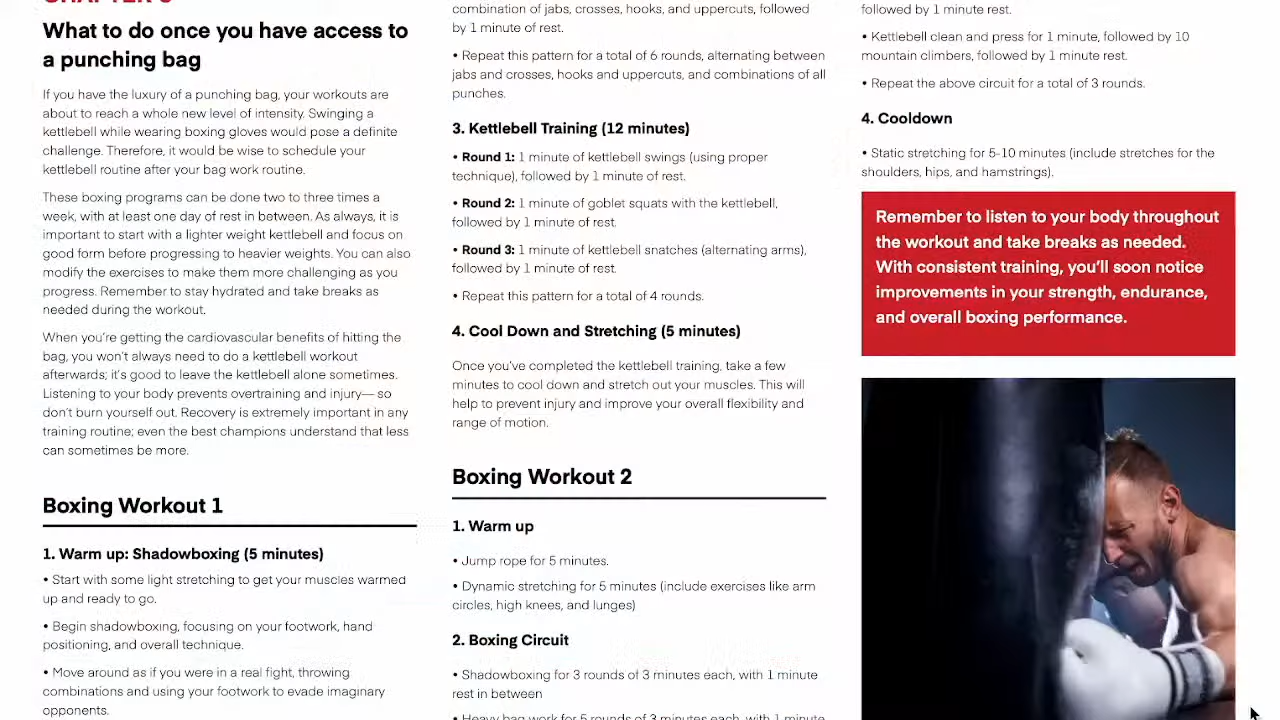 What to do once you have access to
a punching bag
If you have the luxury of a punching bag, your workouts are
about to reach a whole new level of intensity. Swinging a
kettlebell while wearing boxing gloves would pose a definite
challenge. Therefore, it would be wise to schedule your
kettlebell routine after your bag work routine.
These boxing programs can be done two to three times a
week, with at least one day of rest in between. As always, it is
important to start with a lighter weight kettlebell and focus on
good form before progressing to heavier weights. You can also
modify the exercises to make them more challenging as you
progress. Remember to stay hydrated and take breaks as
needed during the workout.
When you're getting the cardiovascular benefits of hitting the
bag, you won't always need to do a kettlebell workout
afterwards; it's good to leave the kettlebell alone sometimes.
Listening to your body prevents overtraining and injury— so
don't burn yourself out. Recovery is extremely important in any
training routine; even the best champions understand that less
can sometimes be more.
Boxing Workout 1
1. Warm up: Shadowboxing (5 minutes)
• Start with some light stretching to get your muscles warmed
up and ready to go.
• Begin shadowboxing, focusing on your footwork, hand
positioning, and overall technique.
• Move around as if you were in a real fight, throwing
combinations and using your footwork to evade imaginary
opponents.
combination of jabs, crosses, hooks, and uppercuts, followed
by 1 minute of rest.
• Repeat this pattern for a total of 6 rounds, alternating between
jabs and crosses, hooks and uppercuts, and combinations of all
punches.
3. Kettlebell Training (12 minutes)
• Round 1: 1 minute of kettlebell swings (using proper
technique), followed by 1 minute of rest.
• Round 2: 1 minute of goblet squats with the kettlebell,
followed by 1 minute of rest.
• Round 3: 1 minute of kettlebell snatches (alternating arms),
followed by 1 minute of rest.
• Repeat this pattern for a total of 4 rounds.
4. Cool Down and Stretching (5 minutes)
Once you've completed the kettlebell training, take a few
minutes to cool down and stretch out your muscles. This will
help to prevent injury and improve your overall flexibility and
range of motion.
Boxing Workout 2
1. Warm up
• Jump rope for 5 minutes.
• Dynamic stretching for 5 minutes (include exercises like arm
circles, high knees, and lunges)
2. Boxing Circuit
• Shadowboxing for 3 rounds of 3 minutes each, with 1 minute
rest in between
• Heavy bag work for 5 rounds of 3 minutes each, with 1 minute
followed by 1 minute rest.
• Kettlebell clean and press for 1 minute, followed by 10
mountain climbers, followed by 1 minute rest.
• Repeat the above circuit for a total of 3 rounds.
4. Cooldown
• Static stretching for 5-10 minutes (include stretches for the
shoulders, hips, and hamstrings).
Remember to listen to your body throughout
the workout and take breaks as needed.
With consistent training, you'll soon notice
improvements in your strength, endurance,
and overall boxing performance.